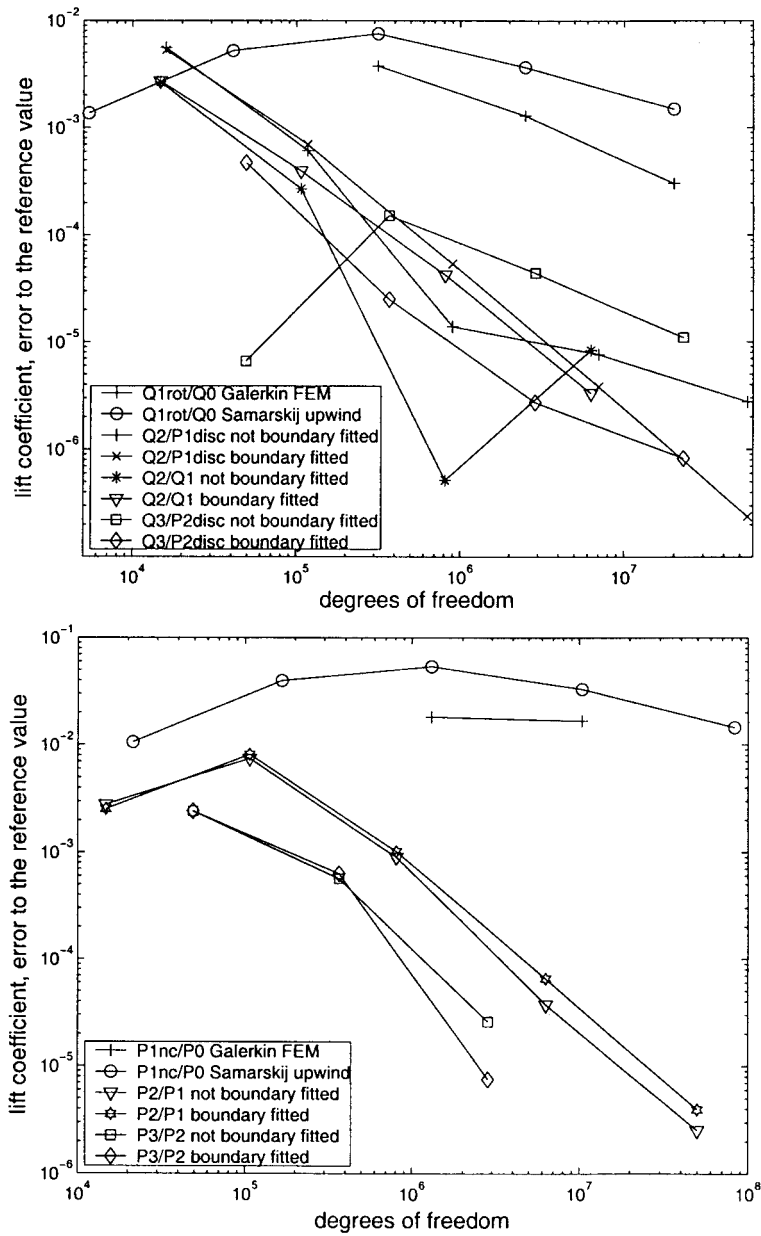 10^-2
10^-3
10^-4
10^-5
10^-6
lift coefficient, error to the reference value
Q1rot/Q0 Galerkin FEM
Q1rot/Q0 Samarskij upwind
Q2/P1disc not boundary fitted
Q2/P1disc boundary fitted
Q2/Q1 not boundary fitted
Q2/Q1 boundary fitted
Q3/P2disc not boundary fitted
Q3/P2disc boundary fitted
10^4 10^5 10^6 10^7
degrees of freedom
10^-1
10^-2
10^-3
10^-4
10^-5
10^-6
lift coefficient, error to the reference value
P1nc/P0 Galerkin FEM
P1nc/P0 Samarskij upwind
P2/P1 not boundary fitted
P2/P1 boundary fitted
P3/P2 not boundary fitted
P3/P2 boundary fitted
10^4 10^5 10^6 10^7 10^8
degrees of freedom